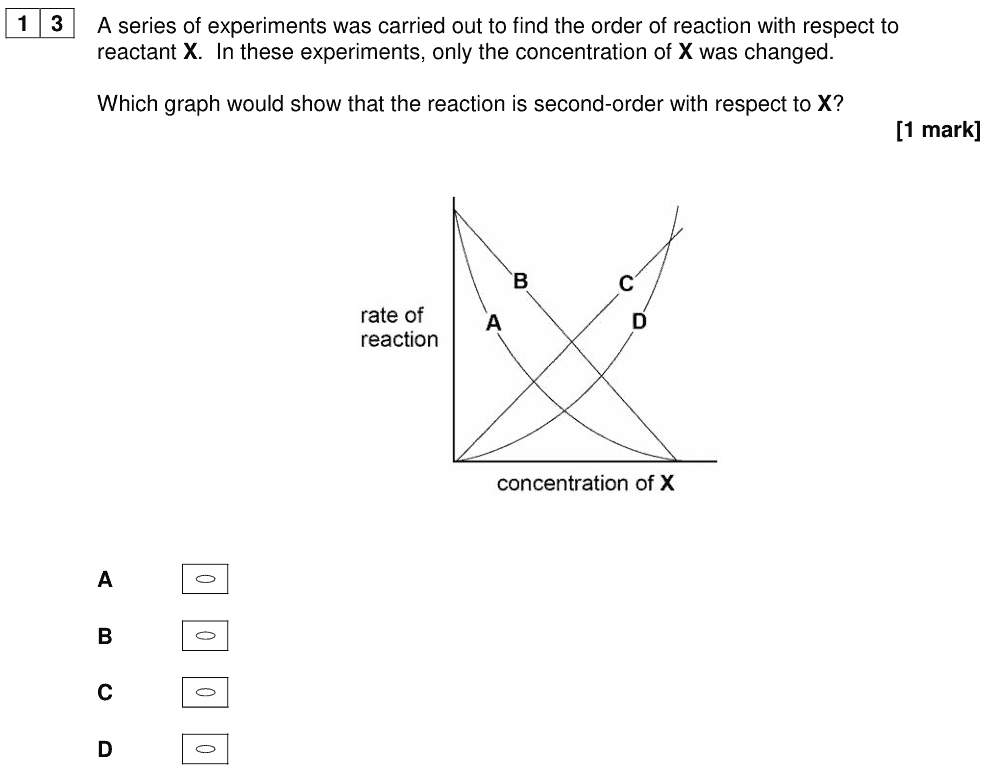 1 3 A series of experiments was carried out to find the order of reaction with respect to
reactant X. In these experiments, only the concentration of X was changed.
Which graph would show that the reaction is second-order with respect to X?
[1 mark]
B
C
rate of
reaction
A
D
concentration of X
A
B
C
D